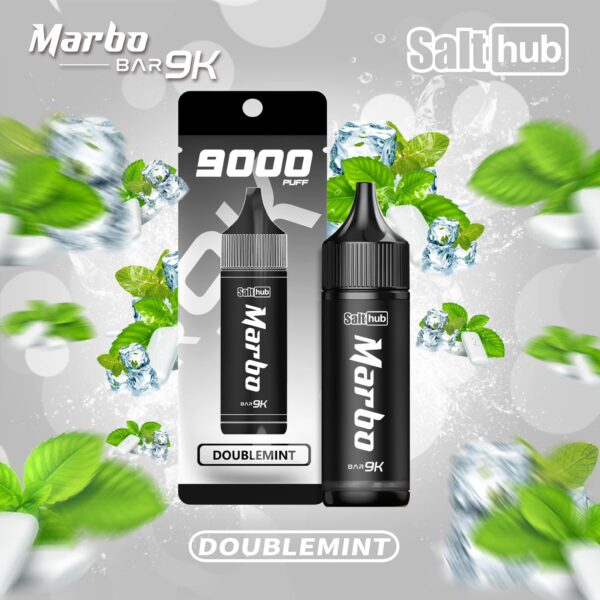 Marbo
BAR 9K
Salt hub
9000
PUFF
9K
Salt hub
Marbo
BAR 9K
DOUBLEMINT
Salt hub
Marbo
BAR 9K
DOUBLEMINT